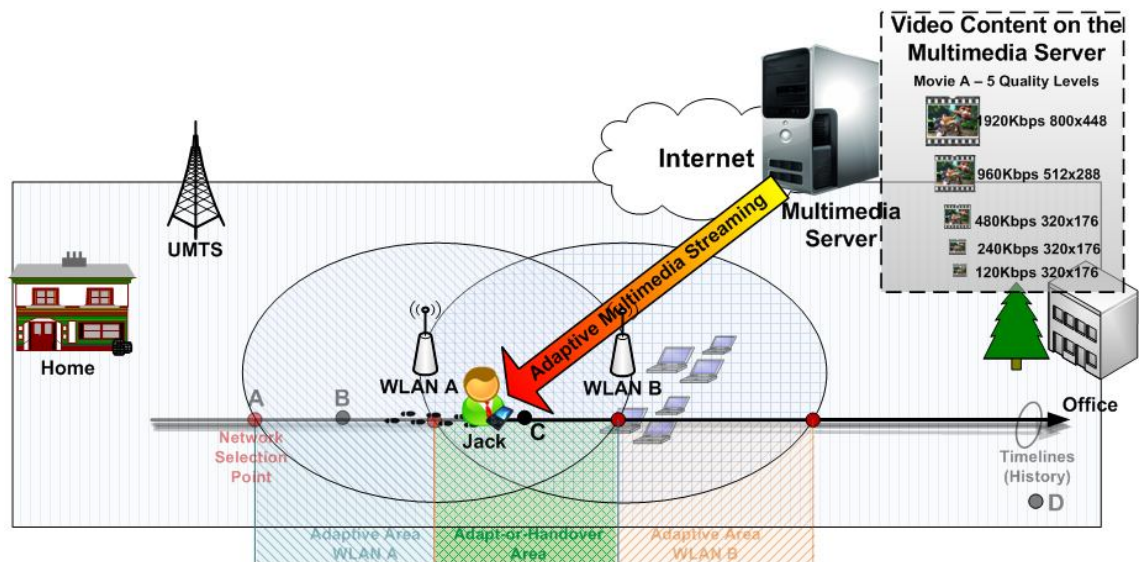 Video Content on the
Multimedia Server
Movie A – 5 Quality Levels
1920Kbps 800x448
960Kbps 512x288
480Kbps 320x176
240Kbps 320x176
120Kbps 320x176
Internet
Multimedia
Server
Adaptive Multimedia Streaming
UMTS
Home
WLAN A
WLAN B
A
B
C
Jack
Office
Network
Selection
Point
Timelines
(History)
D
Adaptive Area
WLAN A
Adapt-or-Handover
Area
Adaptive Area
WLAN B